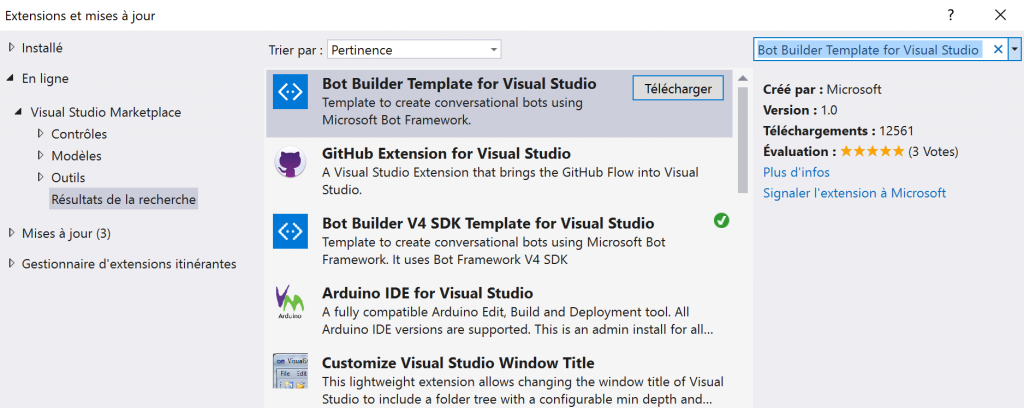 Extensions et mises à jour
?
Installé
En ligne
Visual Studio Marketplace
Contrôles
Modèles
Outils
Résultats de la recherche
Mises à jour (3)
Gestionnaire d'extensions itinérantes
Trier par : Pertinence
Bot Builder Template for Visual Studio
Template to create conversational bots using
Microsoft Bot Framework.
Télécharger
GitHub Extension for Visual Studio
A Visual Studio Extension that brings the GitHub Flow into Visual
Studio.
Bot Builder V4 SDK Template for Visual Studio
Template to create conversational bots using Microsoft Bot
Framework. It uses Bot Framework V4 SDK
Arduino
Arduino IDE for Visual Studio
A fully compatible Arduino Edit, Build and Deployment tool. All
Arduino IDE versions are supported. This is an admin install for all...
File Edit
Customize Visual Studio Window Title
This lightweight extension allows changing the window title of Visual
Studio to include a folder tree with a configurable min depth and...
Bot Builder Template for Visual Studio
Créé par : Microsoft
Version : 1.0
Téléchargements : 12561
Évaluation : ★★★★★ (3 Votes)
Plus d'infos
Signaler l'extension à Microsoft